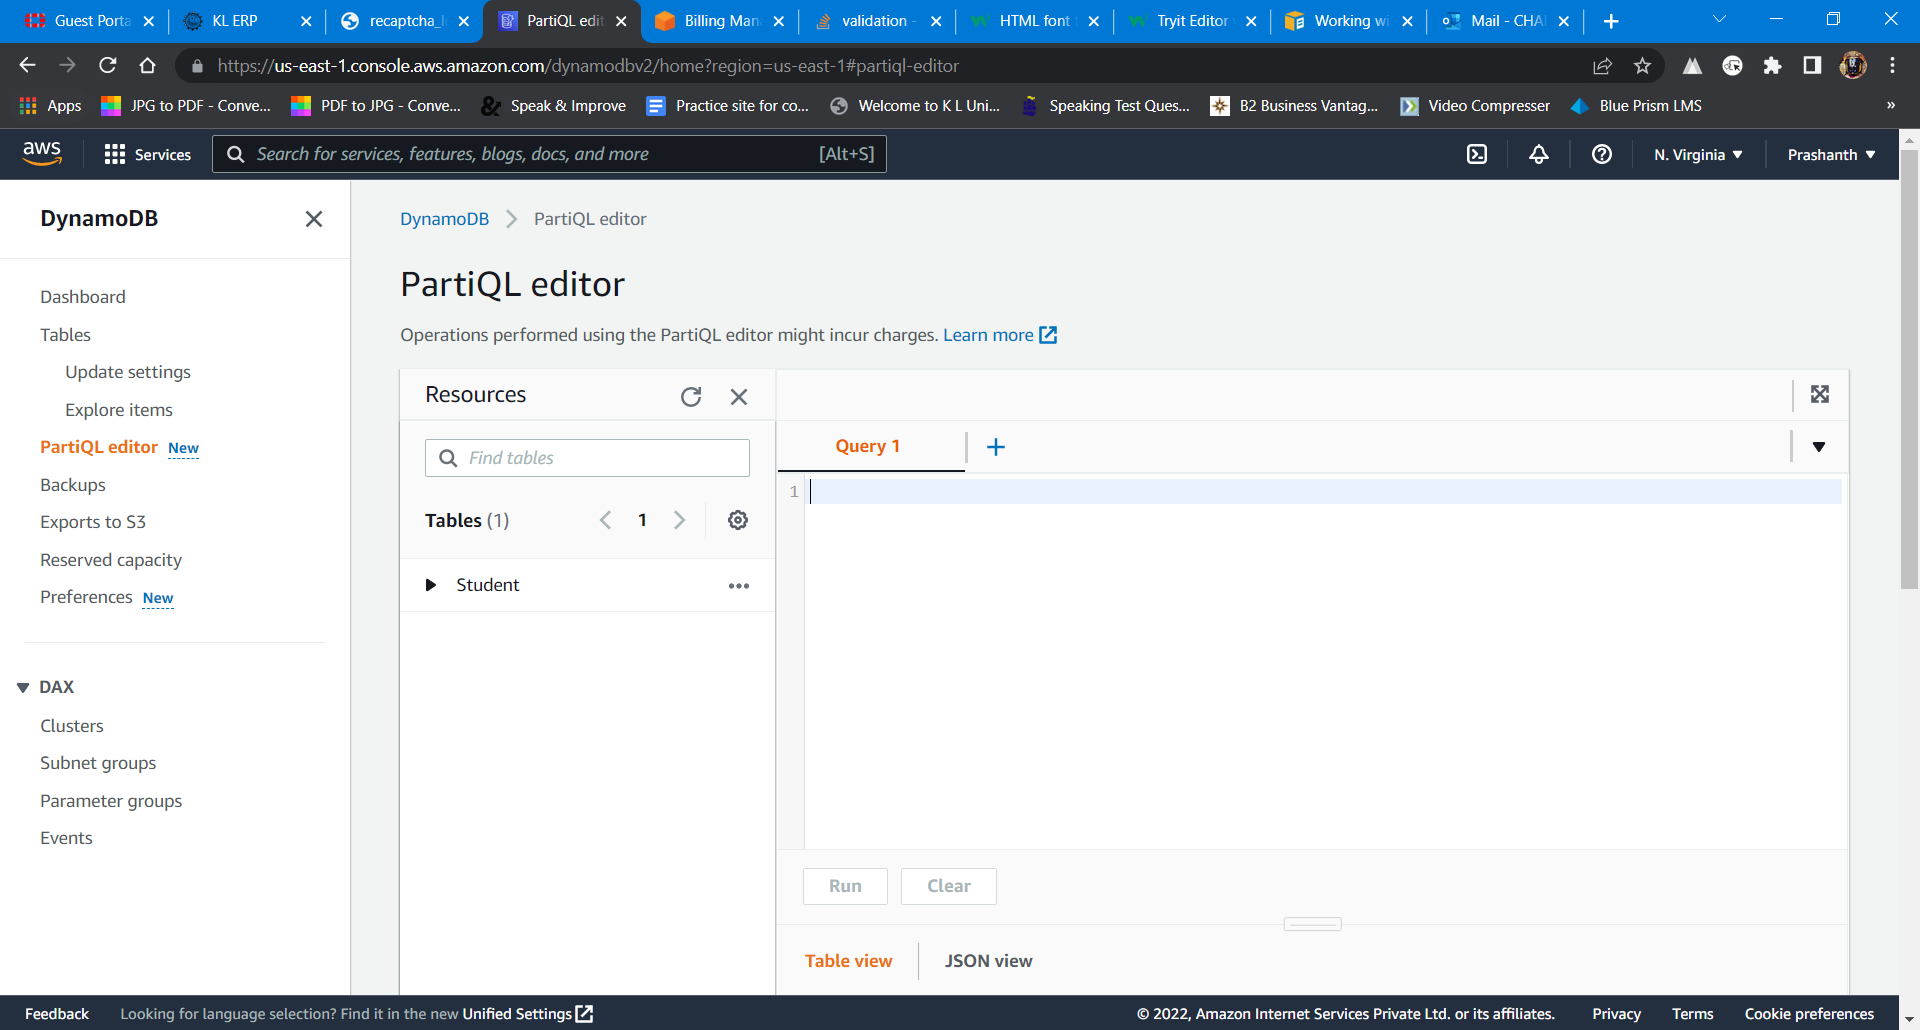 Guest Porta
KL ERP
recaptcha_l
PartiQL edit
Billing Man
validation -
HTML font
Tryit Editor
Working wi
Mail - CHA
https://us-east-1.console.aws.amazon.com/dynamodbv2/home?region=us-east-1#partiql-editor
Apps
JPG to PDF - Conve...
PDF to JPG - Conve...
Speak & Improve
Practice site for co...
Welcome to K L Uni...
Speaking Test Ques...
B2 Business Vantag...
Video Compresser
Blue Prism LMS
»
aws
Services
Search for services, features, blogs, docs, and more
[Alt+S]
N. Virginia
Prashanth
DynamoDB
Dashboard
Tables
Update settings
Explore items
PartiQL editor New
Backups
Exports to S3
Reserved capacity
Preferences New
DAX
Clusters
Subnet groups
Parameter groups
Events
DynamoDB
PartiQL editor
PartiQL editor
Operations performed using the PartiQL editor might incur charges. Learn more
Resources
Find tables
Tables (1)
1
Student
Query 1
1
Run
Clear
Table view
JSON view
Feedback
Looking for language selection? Find it in the new Unified Settings
© 2022, Amazon Internet Services Private Ltd. or its affiliates.
Privacy
Terms
Cookie preferences